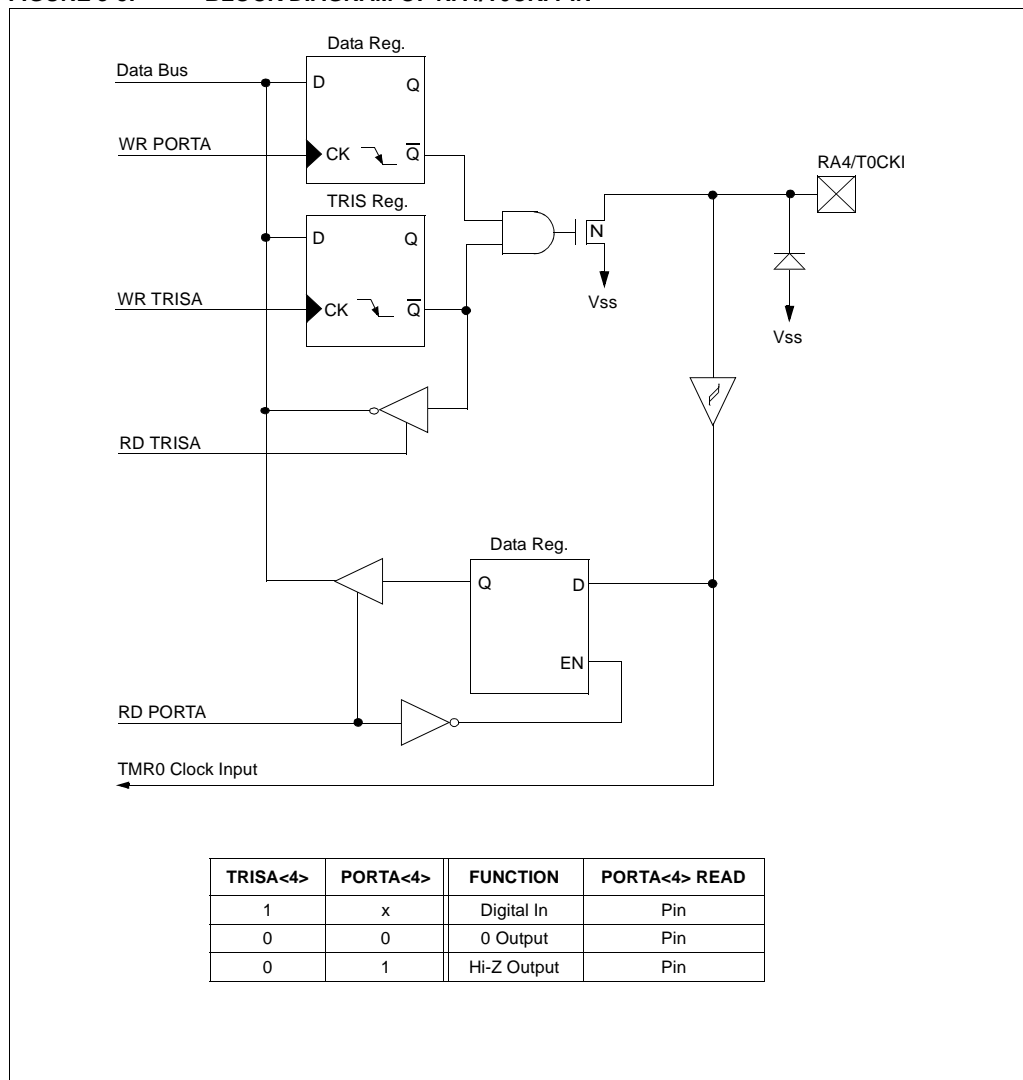 Data Reg.
Data Bus
D
Q
WR PORTA
CK
Q
RA4/T0CKI
TRIS Reg.
D
Q
N
WR TRISA
CK
Q
Vss
Vss
RD TRISA
Data Reg.
Q
D
EN
RD PORTA
TMR0 Clock Input
TRISA<4> PORTA<4> FUNCTION PORTA<4> READ
1 x Digital In Pin
0 0 0 Output Pin
0 1 Hi-Z Output Pin